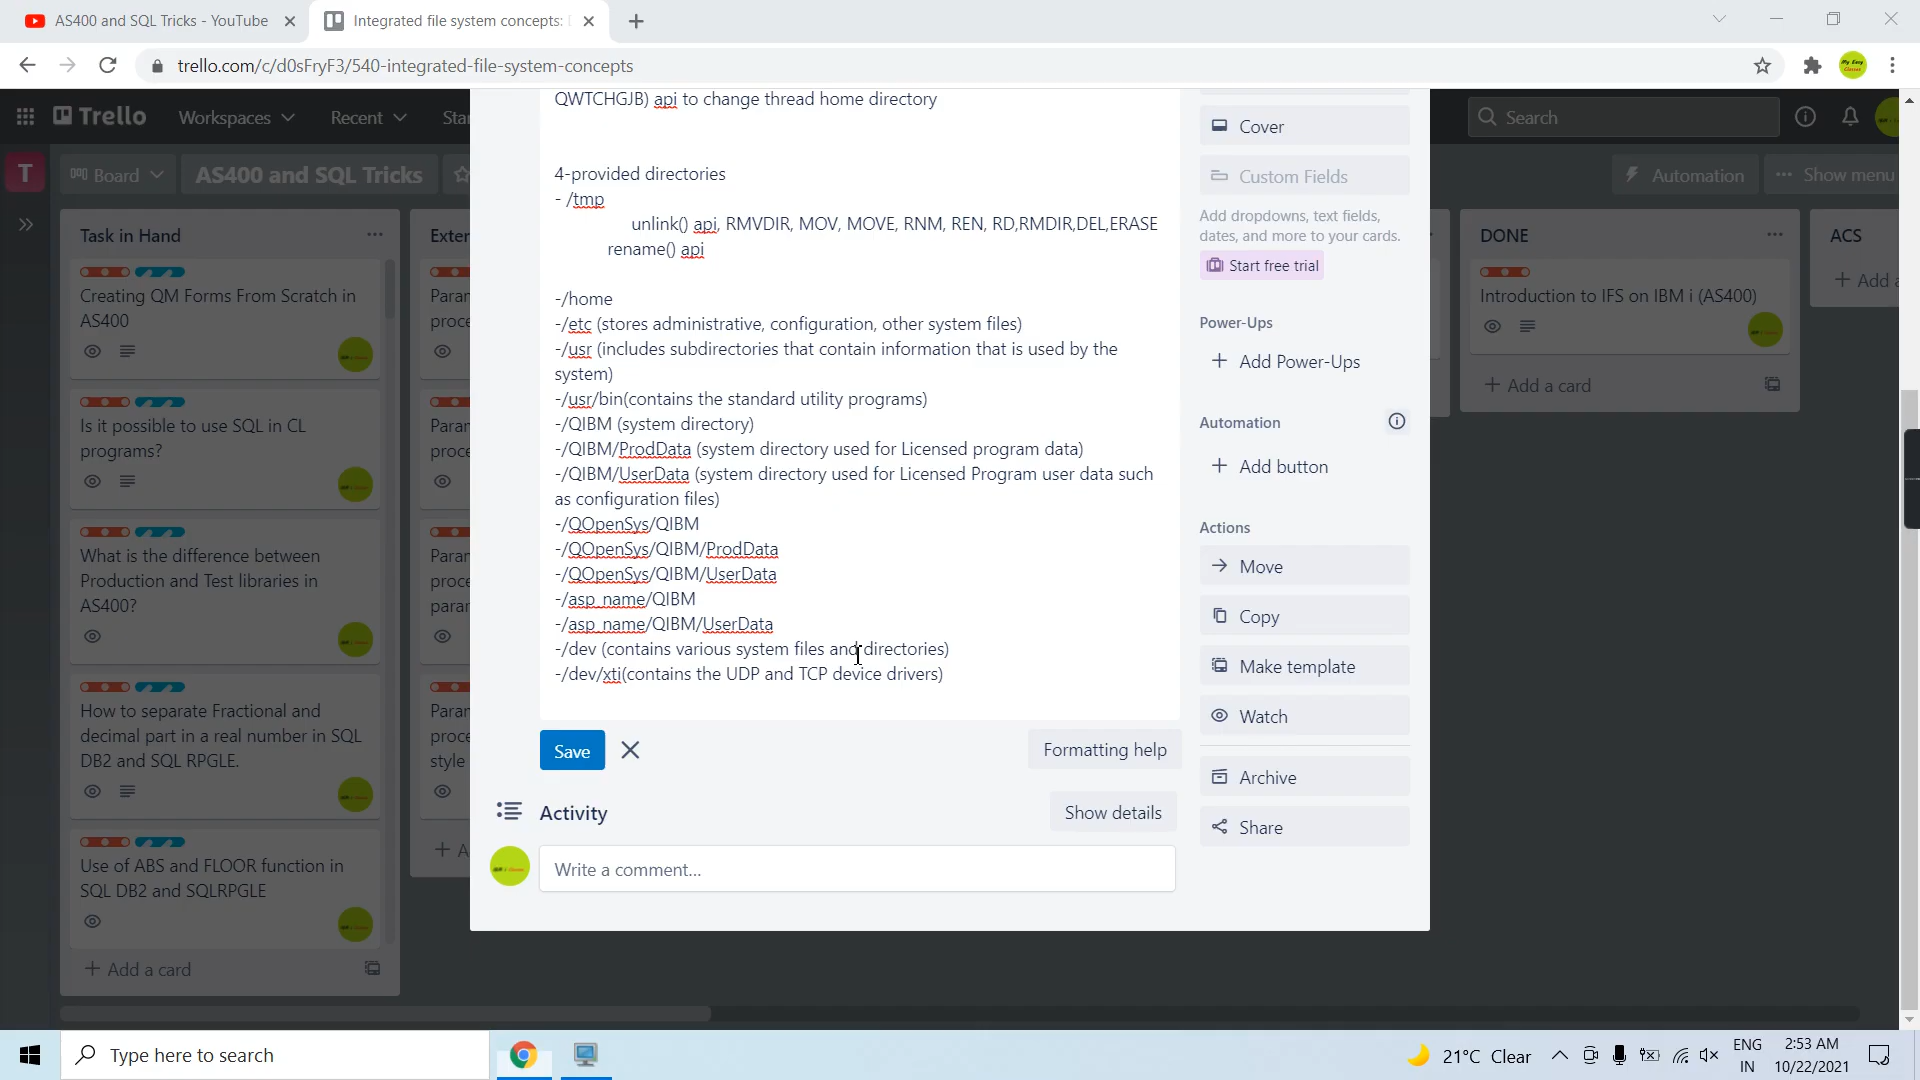 AS400 and SQL Tricks - YouTube
Integrated file system concepts:
trello.com/c/d0sFryF3/540-integrated-file-system-concepts
Trello
Workspaces
Recent
Search
T
Board
AS400 and SQL Tricks
Automation
Show menu
Task in Hand
Creating QM Forms From Scratch in
AS400
Is it possible to use SQL in CL
programs?
What is the difference between
Production and Test libraries in
AS400?
How to separate Fractional and
decimal part in a real number in SQL
DB2 and SQL RPGLE.
Use of ABS and FLOOR function in
SQL DB2 and SQLRPGLE
+ Add a card
QWTCHGJB) api to change thread home directory
4-provided directories
- /tmp
unlink() api, RMVDIR, MOV, MOVE, RNM, REN, RD,RMDIR,DEL,ERASE
rename() api
-/home
-/etc (stores administrative, configuration, other system files)
-/usr (includes subdirectories that contain information that is used by the
system)
-/usr/bin(contains the standard utility programs)
-/QIBM (system directory)
-/QIBM/ProdData (system directory used for Licensed program data)
-/QIBM/UserData (system directory used for Licensed Program user data such
as configuration files)
-/QOpenSys/QIBM
-/QOpenSys/QIBM/ProdData
-/QOpenSys/QIBM/UserData
-/asp_name/QIBM
-/asp_name/QIBM/UserData
-/dev (contains various system files and directories)
-/dev/xti(contains the UDP and TCP device drivers)
Save
Formatting help
Activity
Show details
Write a comment...
Cover
Custom Fields
Add dropdowns, text fields,
dates, and more to your cards.
Start free trial
Power-Ups
+ Add Power-Ups
Automation
+ Add button
Actions
Move
Copy
Make template
Watch
Archive
Share
DONE
Introduction to IFS on IBM i (AS400)
+ Add a card
ACS
Type here to search
21°C Clear
ENG
IN
2:53 AM
10/22/2021